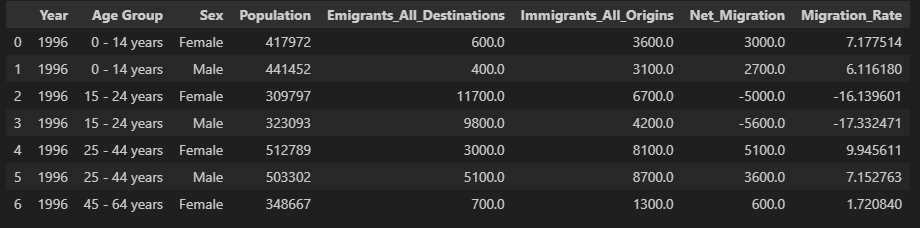 Year Age Group Sex Population Emigrants_All_Destinations Immigrants_All_Origins Net_Migration Migration_Rate
0 1996 0 - 14 years Female 417972 600.0 3600.0 3000.0 7.177514
1 1996 0 - 14 years Male 441452 400.0 3100.0 2700.0 6.116180
2 1996 15 - 24 years Female 309797 11700.0 6700.0 -5000.0 -16.139601
3 1996 15 - 24 years Male 323093 9800.0 4200.0 -5600.0 -17.332471
4 1996 25 - 44 years Female 512789 3000.0 8100.0 5100.0 9.945611
5 1996 25 - 44 years Male 503302 5100.0 8700.0 3600.0 7.152763
6 1996 45 - 64 years Female 348667 700.0 1300.0 600.0 1.720840